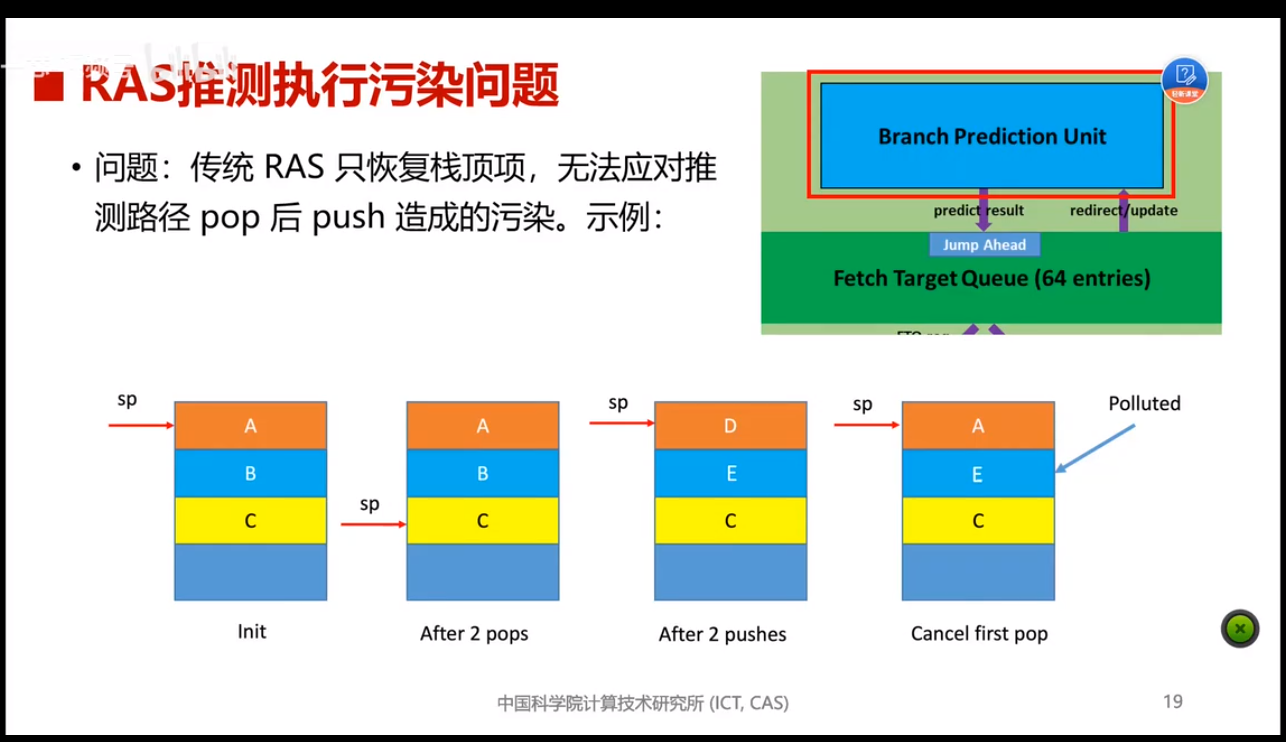 RAS推测执行污染问题
• 问题：传统 RAS 只恢复栈顶项，无法应对推
测路径 pop 后 push 造成的污染。示例：
Branch Prediction Unit
predict result
redirect/update
Jump Ahead
Fetch Target Queue (64 entries)
轻新课堂
sp
A
B
C
Init
sp
A
B
C
After 2 pops
sp
D
E
C
After 2 pushes
sp
A
E
C
Cancel first pop
Polluted
中国科学院计算技术研究所 (ICT, CAS)
19